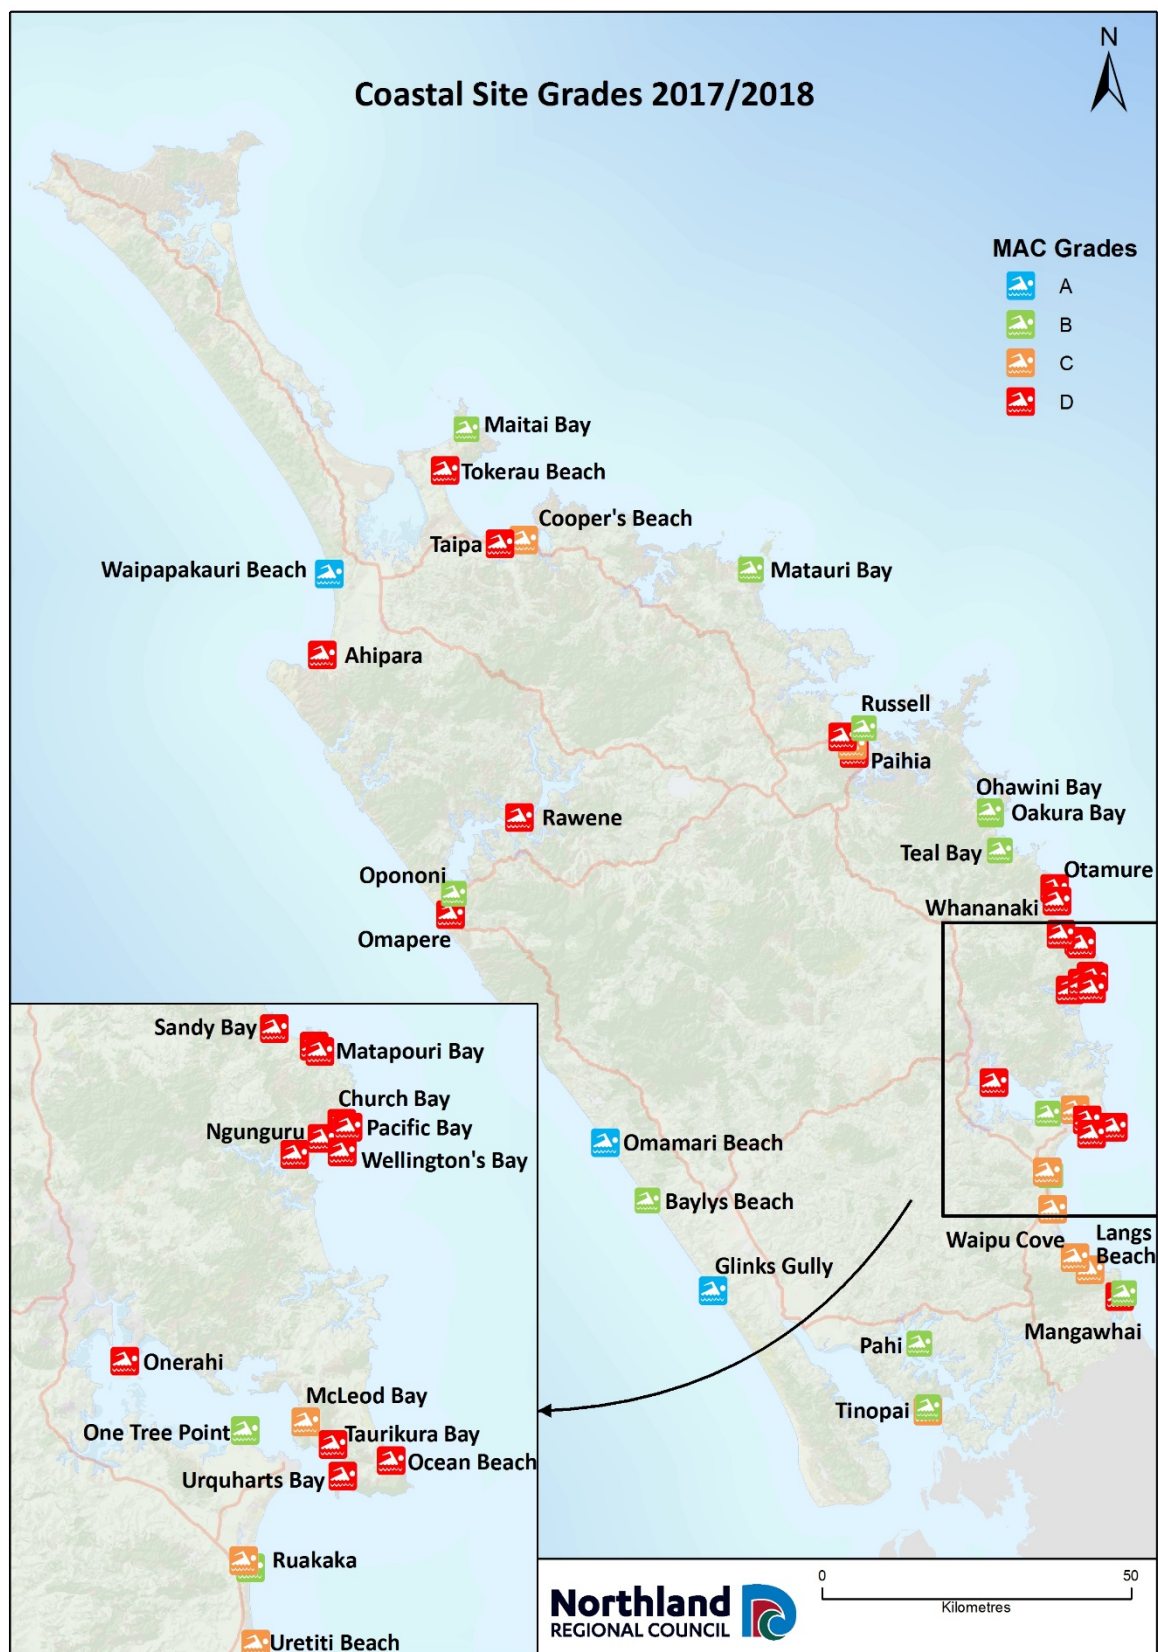 N
Coastal Site Grades 2017/2018
MAC Grades
A
B
C
D
Maitai Bay
Tokerau Beach
Cooper's Beach
Taipa
Waipapakauri Beach
Matauri Bay
Ahipara
Russell
Paihia
Ohawini Bay
Oakura Bay
Rawene
Teal Bay
Otamure
Opononi
Whananaki
Omapere
Sandy Bay
Matapouri Bay
Church Bay
Pacific Bay
Ngunguru
Wellington's Bay
Omamari Beach
Baylys Beach
Waipu Cove
Langs
Beach
Glinks Gully
Mangawhai
Pahi
Tinopai
Onerahi
McLeod Bay
One Tree Point
Taurikura Bay
Ocean Beach
Urquharts Bay
Ruakaka
Uretiti Beach
Northland
REGIONAL COUNCIL
0 50
Kilometres